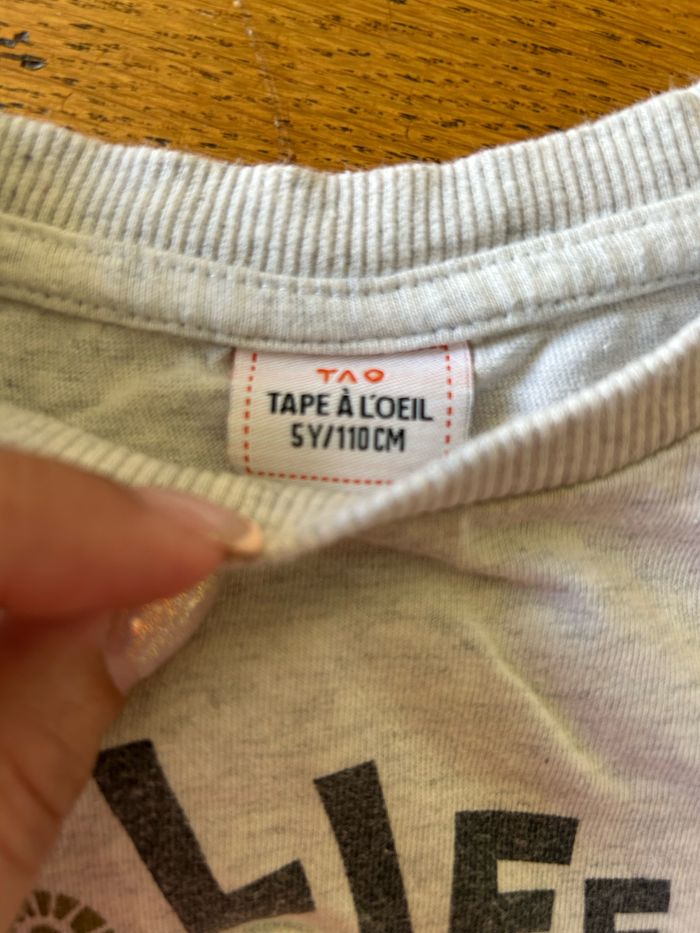 TAO
TAPE À L'OEIL
5Y/110CM
LIFE